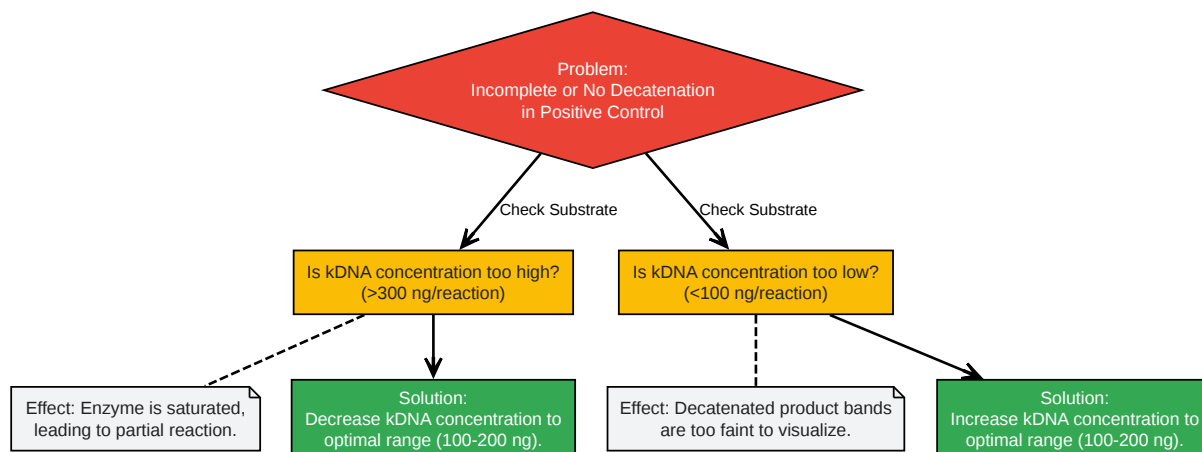 Problem:
Incomplete or No Decatenation
in Positive Control
Check Substrate
Check Substrate
Is kDNA concentration too high?
(>300 ng/reaction)
Is kDNA concentration too low?
(<100 ng/reaction)
Effect: Enzyme is saturated,
leading to partial reaction.
Solution:
Decrease kDNA concentration to
optimal range (100-200 ng).
Effect: Decatenated product bands
are too faint to visualize.
Solution:
Increase kDNA concentration to
optimal range (100-200 ng).